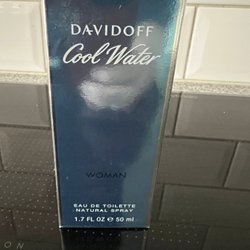 DAVIDOFF
Cool Water
WOMAN
EAU DE TOILETTE
NATURAL SPRAY
1.7 FL OZ ℮ 50 ml